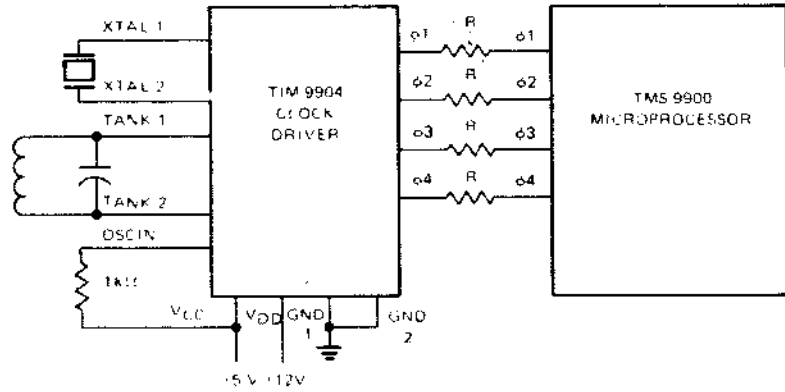 XTAL 1
XTAL 2
TANK 1
TANK 2
OSCIN
1kΩ
VCC
VDD
GND
1
GND
2
+5 V +12V
TIM 9904
CLOCK
DRIVER
φ1 R φ1
φ2 R φ2
φ3 R φ3
φ4 R φ4
TMS 9900
MICROPROCESSOR